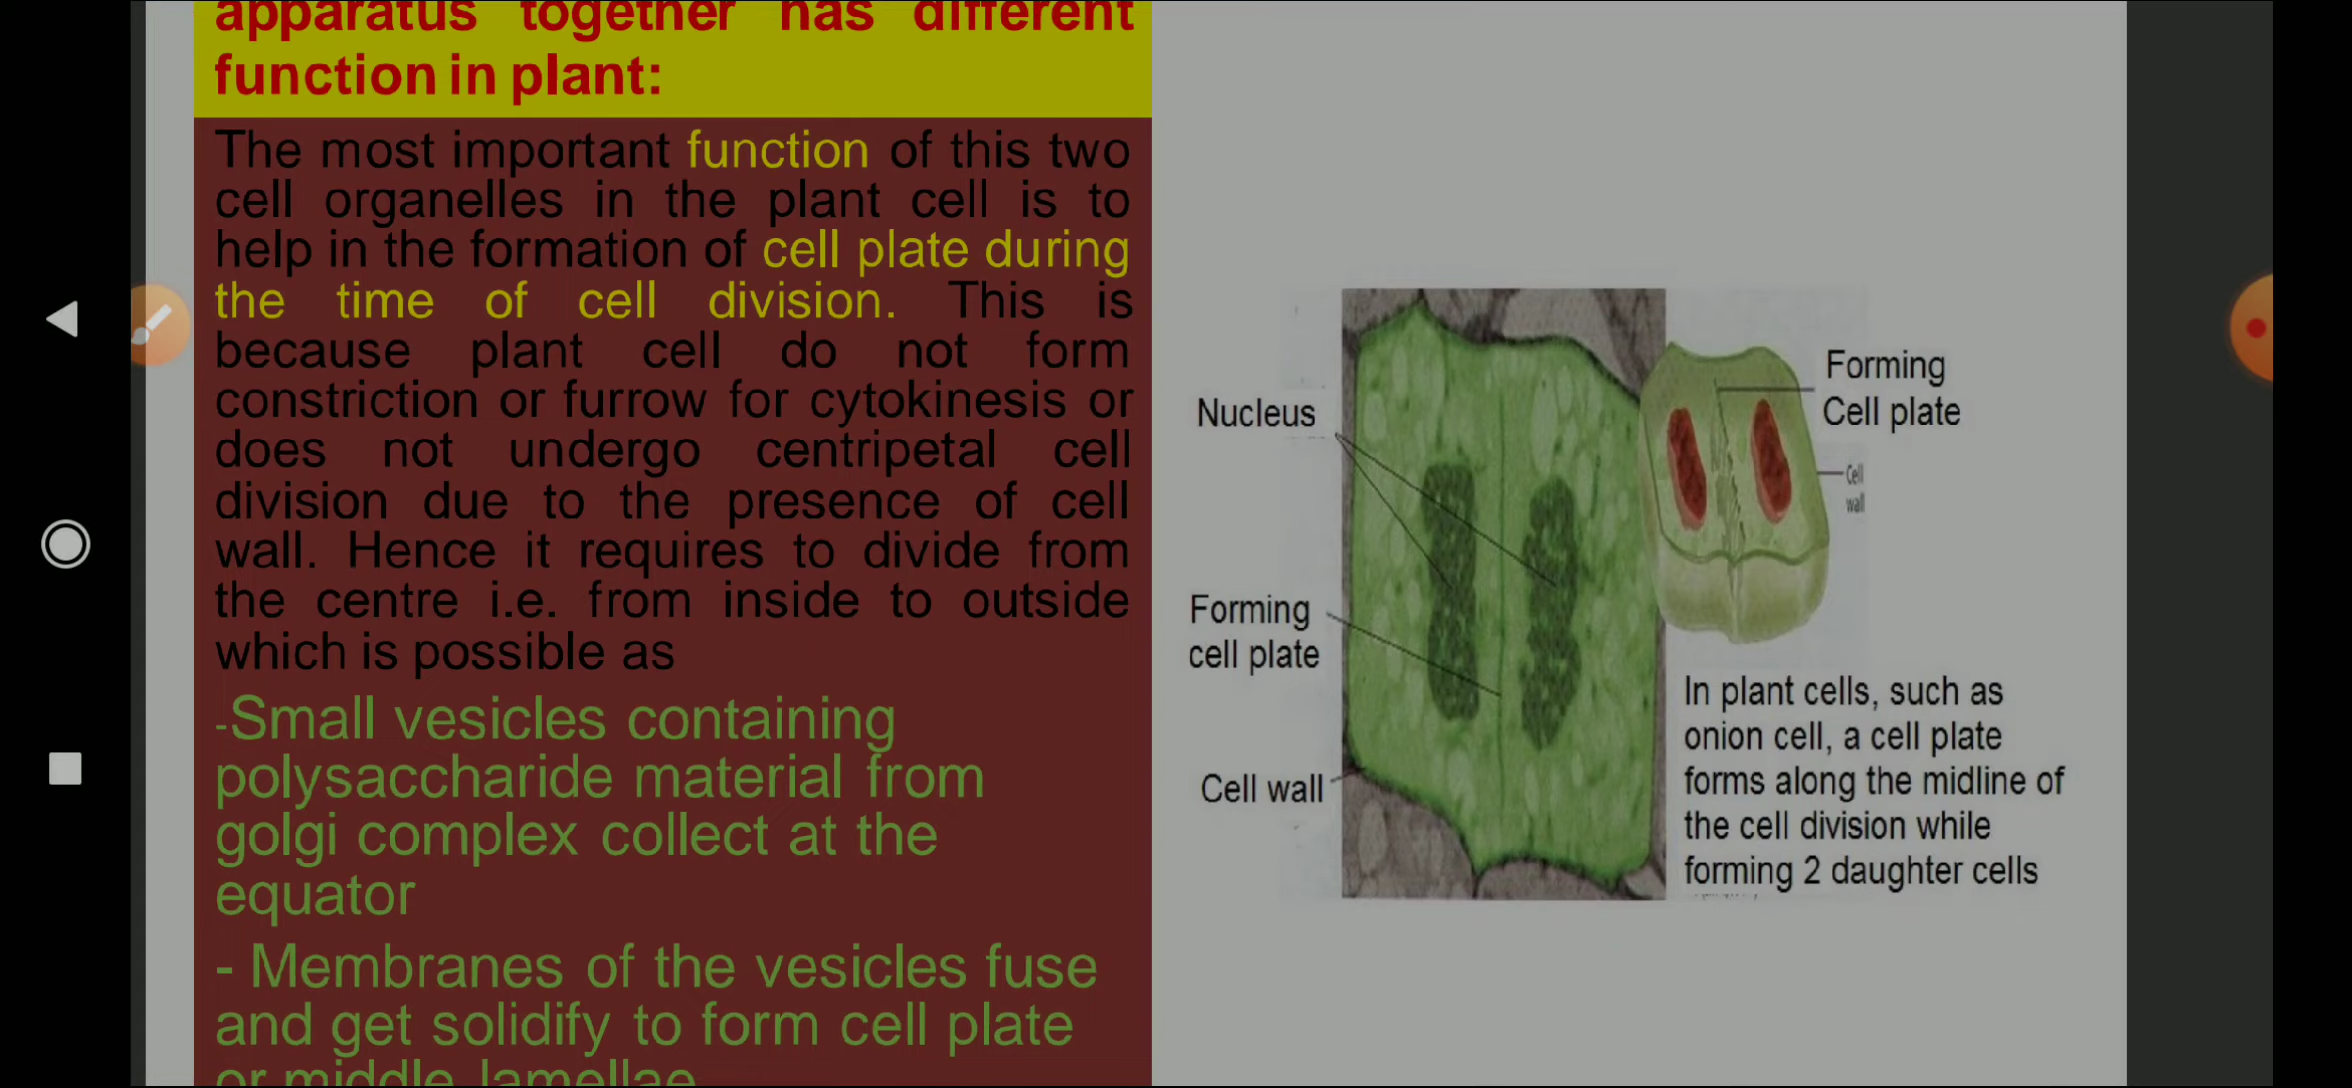 apparatus together has different
function in plant:
The most important function of this two
cell organelles in the plant cell is to
help in the formation of cell plate during
the time of cell division. This is
because plant cell do not form
constriction or furrow for cytokinesis or
does not undergo centripetal cell
division due to the presence of cell
wall. Hence it requires to divide from
the centre i.e. from inside to outside
which is possible as
-Small vesicles containing
polysaccharide material from
golgi complex collect at the
equator
- Membranes of the vesicles fuse
and get solidify to form cell plate
or middle lamellae
Nucleus
Forming
cell plate
Cell wall
Forming
Cell plate
Cell
wall
In plant cells, such as
onion cell, a cell plate
forms along the midline of
the cell division while
forming 2 daughter cells